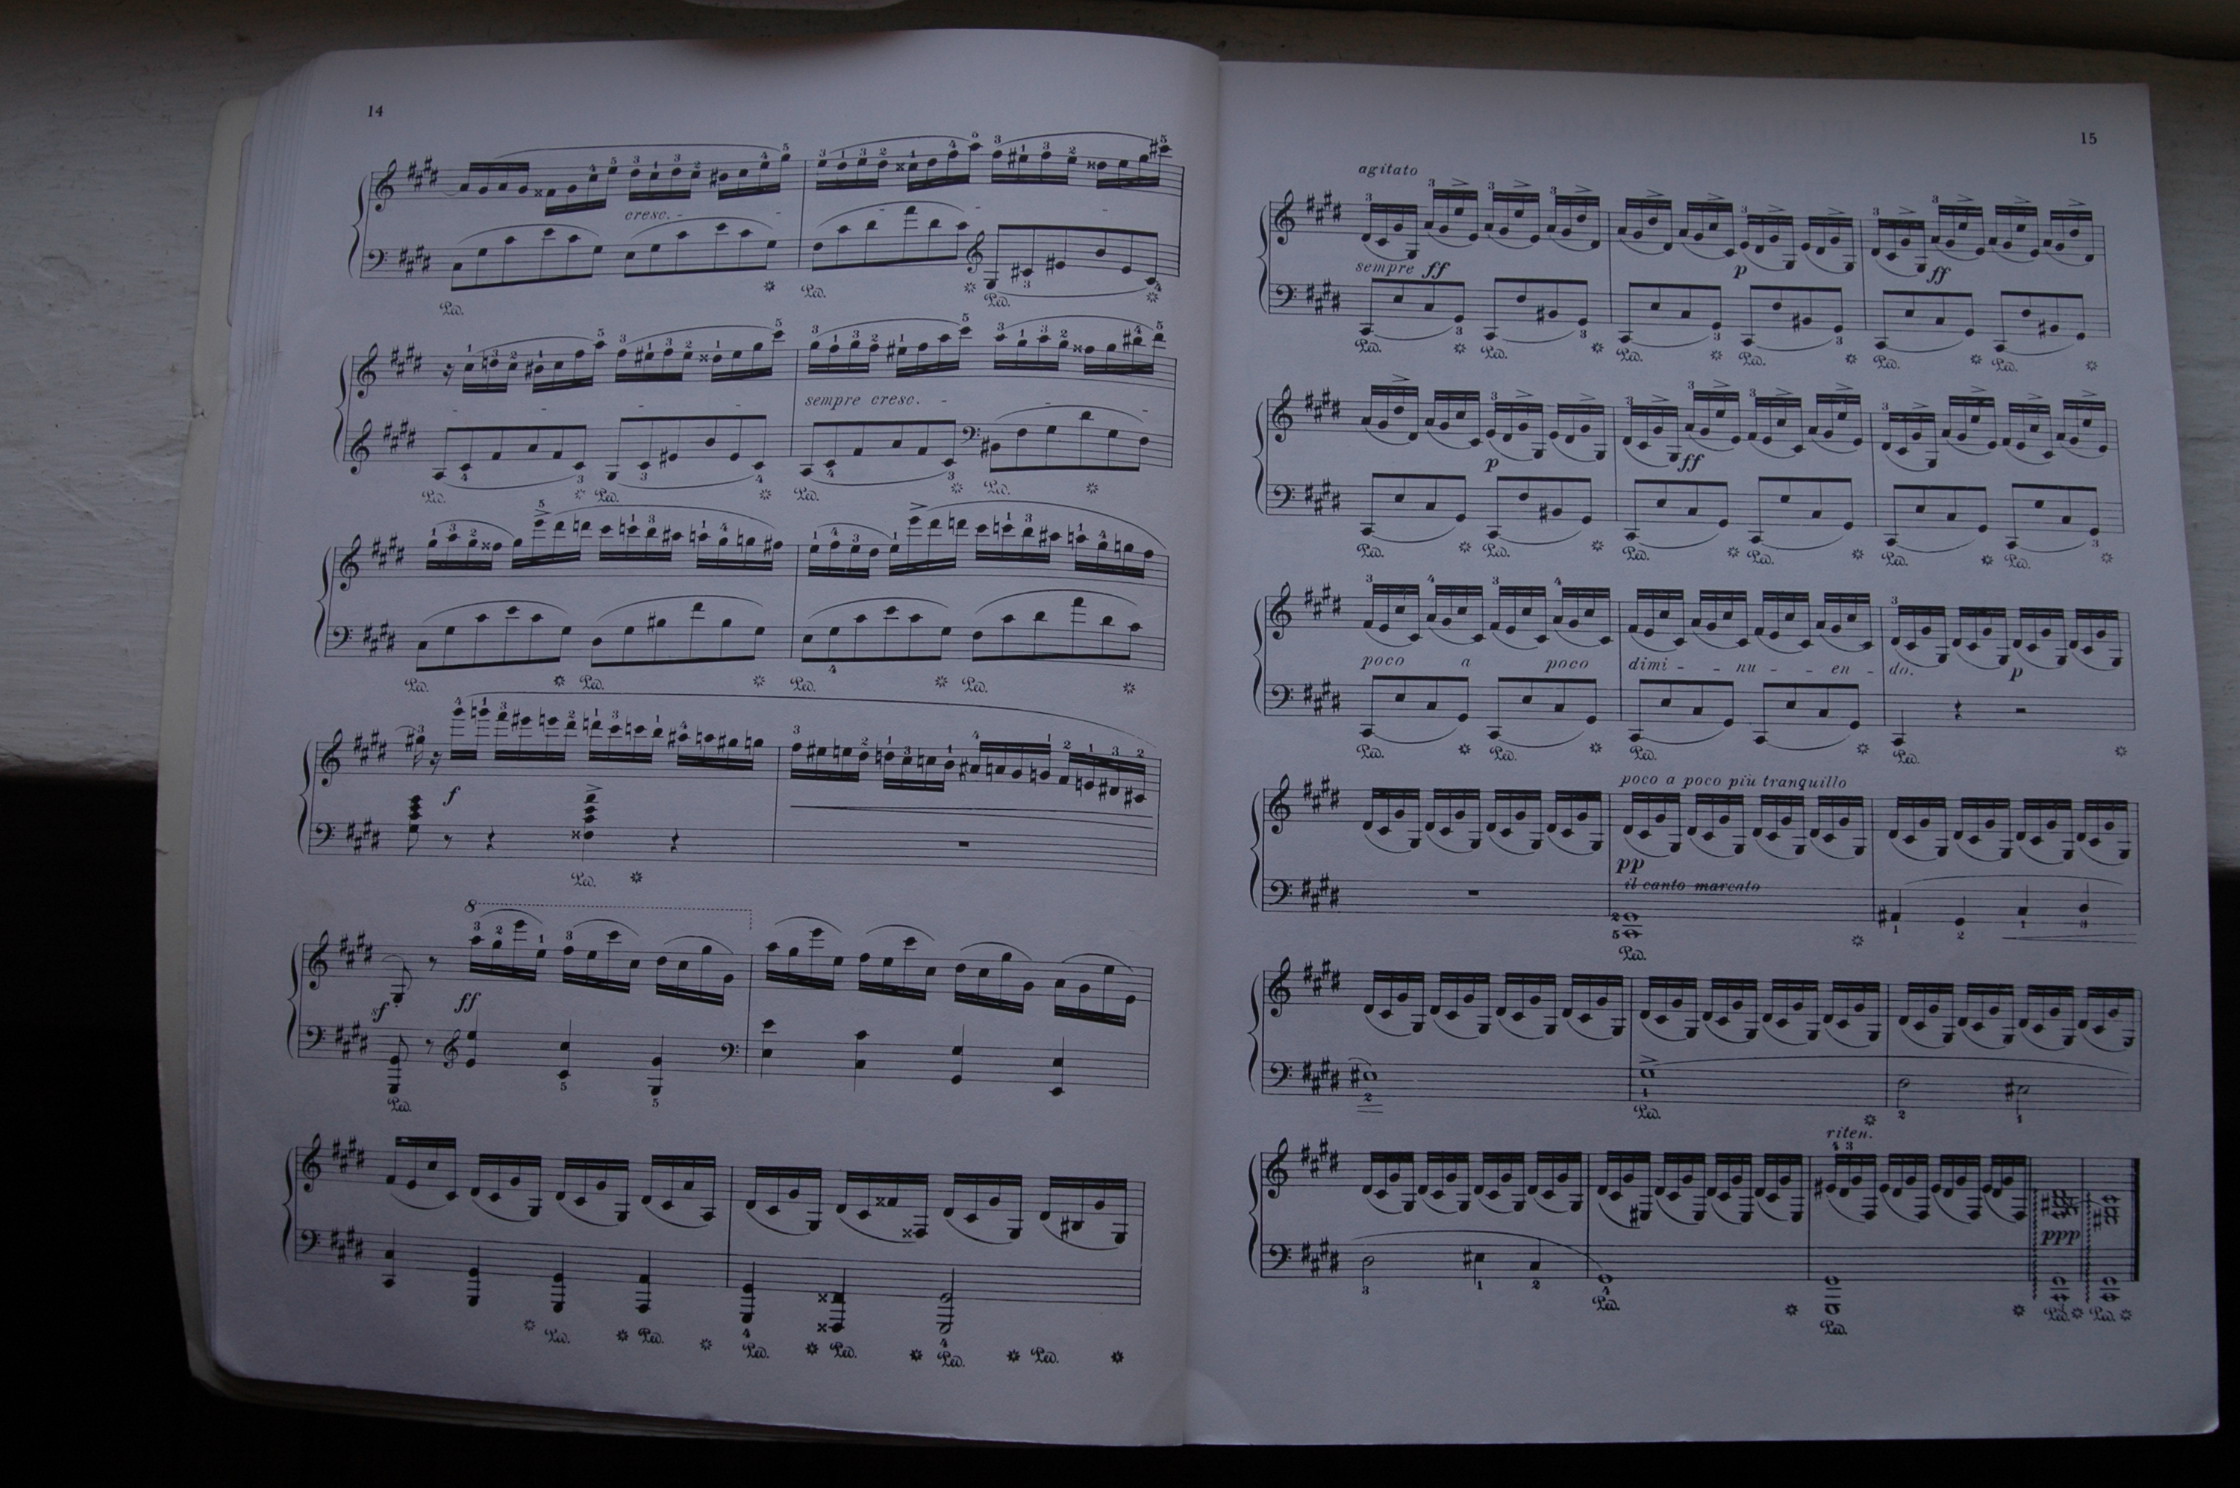 14
cresc.
sempre cresc.
f
8
sf ff
15
agitato
sempre ff p ff
p ff
poco a poco dimi - nu - en - do. p
poco a poco più tranquillo
pp
il canto marcato
riten.
ppp